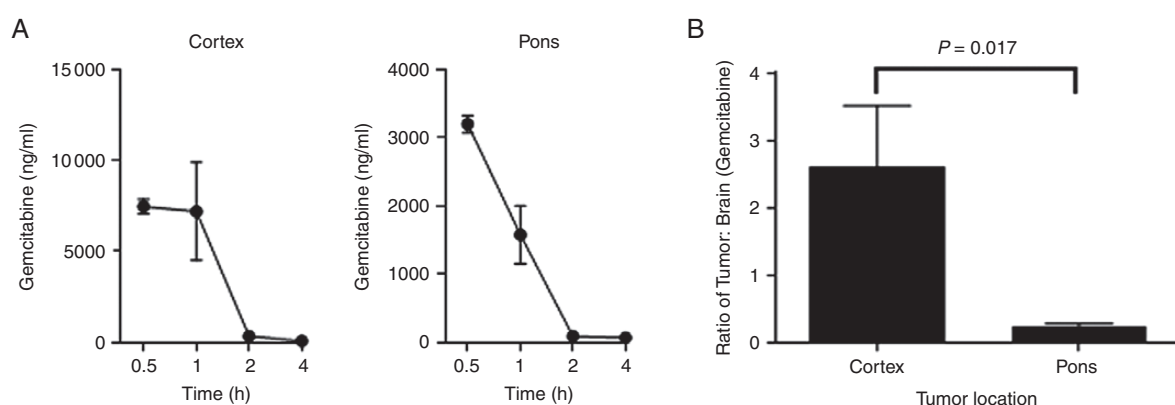 A
Cortex
Gemcitabine (ng/ml)
15 000
10 000
5000
0
0.5 1 2 4
Time (h)
Pons
Gemcitabine (ng/ml)
4000
3000
2000
1000
0
0.5 1 2 4
Time (h)
B
P = 0.017
Ratio of Tumor: Brain (Gemcitabine)
4
3
2
1
0
Cortex Pons
Tumor location